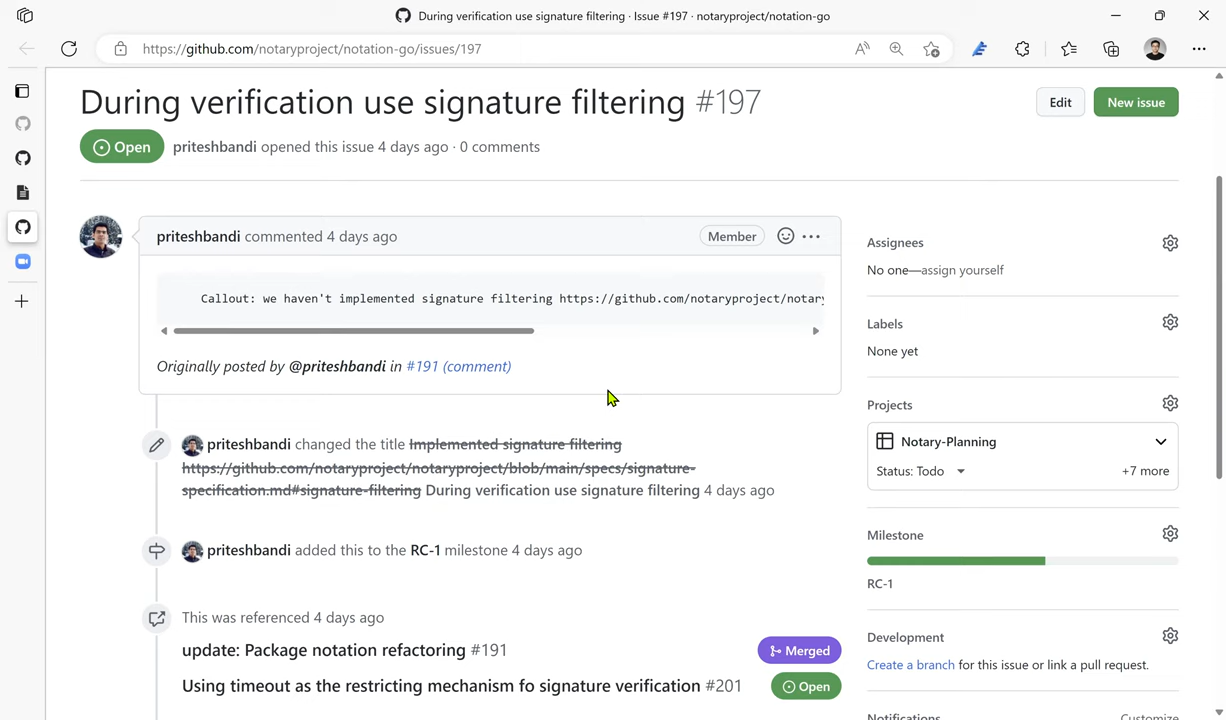 During verification use signature filtering · Issue #197 · notaryproject/notation-go
https://github.com/notaryproject/notation-go/issues/197
During verification use signature filtering #197
Edit
New issue
Open
priteshbandi opened this issue 4 days ago · 0 comments
priteshbandi commented 4 days ago
Member
Callout: we haven't implemented signature filtering https://github.com/notaryproject/notary
Originally posted by @priteshbandi in #191 (comment)
priteshbandi changed the title Implemented signature filtering
https://github.com/notaryproject/notaryproject/blob/main/specs/signature-
specification.md#signature-filtering During verification use signature filtering 4 days ago
priteshbandi added this to the RC-1 milestone 4 days ago
This was referenced 4 days ago
update: Package notation refactoring #191
Merged
Using timeout as the restricting mechanism fo signature verification #201
Open
Assignees
No one—assign yourself
Labels
None yet
Projects
Notary-Planning
Status: Todo
+7 more
Milestone
RC-1
Development
Create a branch for this issue or link a pull request.
Notifications
Customize